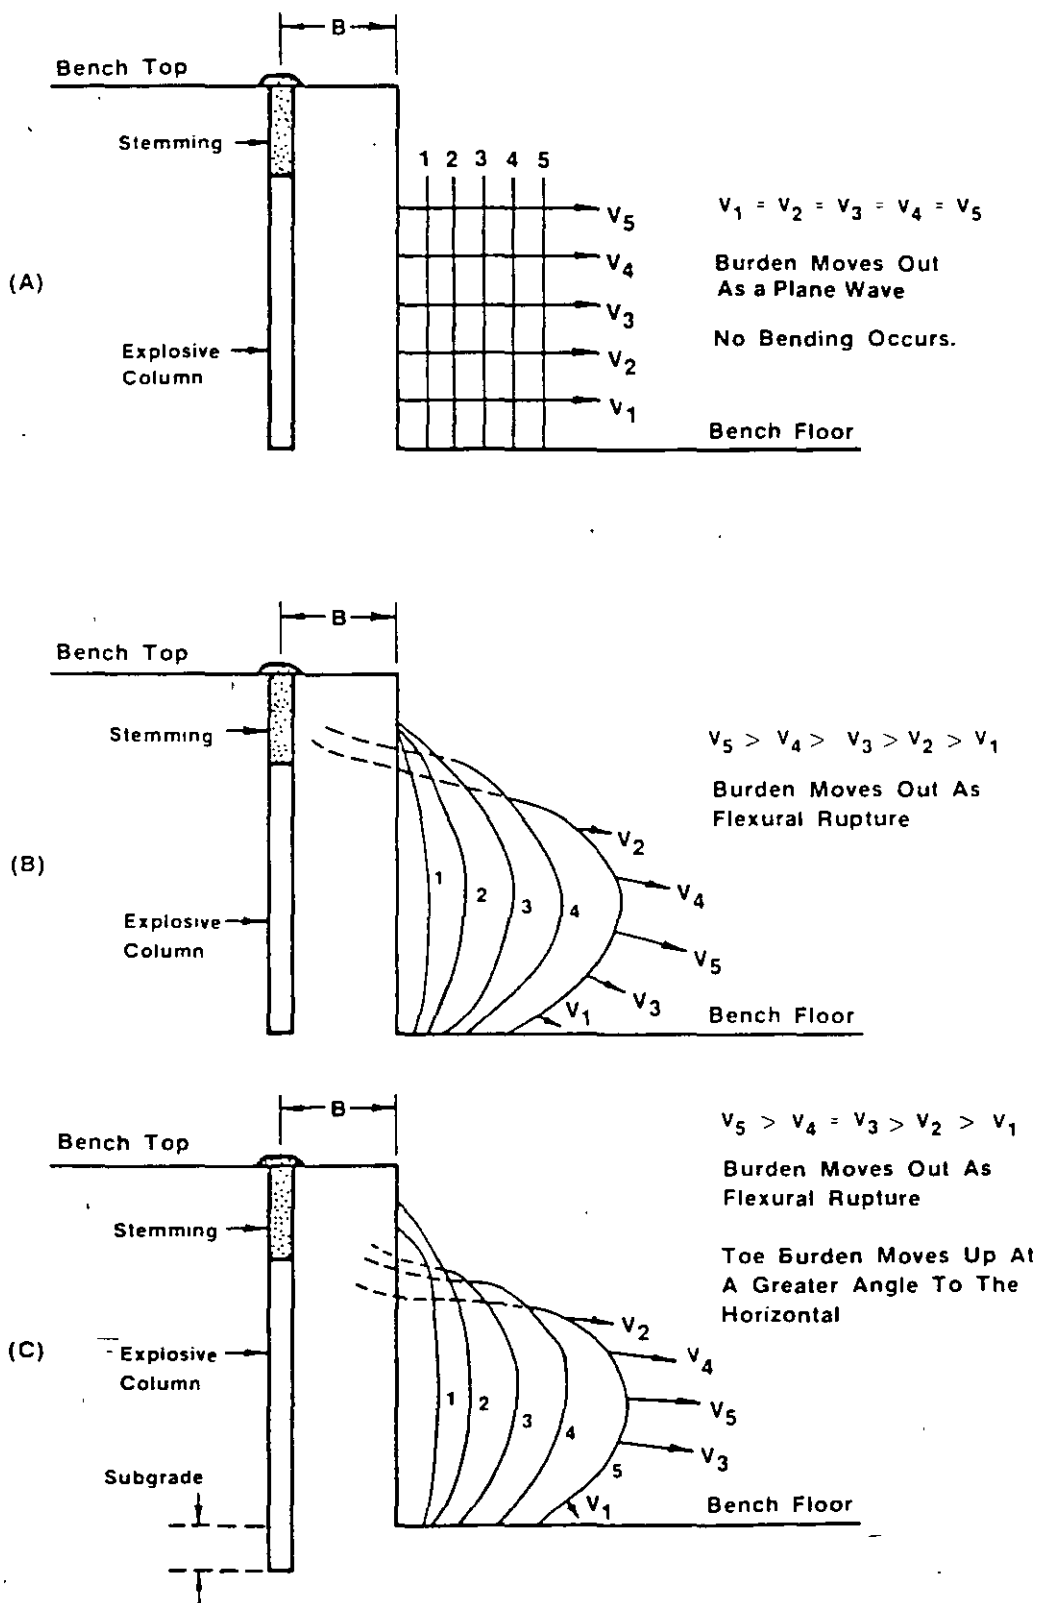 B
Bench Top
Stemming
1 2 3 4 5
V5
V4
V3
V2
V1
V1 = V2 = V3 = V4 = V5
Burden Moves Out
As a Plane Wave
No Bending Occurs.
(A)
Explosive
Column
Bench Floor
B
Bench Top
Stemming
V5 > V4 > V3 > V2 > V1
Burden Moves Out As
Flexural Rupture
(B)
1
2
3
4
V2
V4
V5
V3
V1
Explosive
Column
Bench Floor
B
Bench Top
V5 > V4 = V3 > V2 > V1
Burden Moves Out As
Flexural Rupture
Stemming
Toe Burden Moves Up At
A Greater Angle To The
Horizontal
(C)
Explosive
Column
1
2
3
4
5
V2
V4
V5
V3
V1
Subgrade
Bench Floor